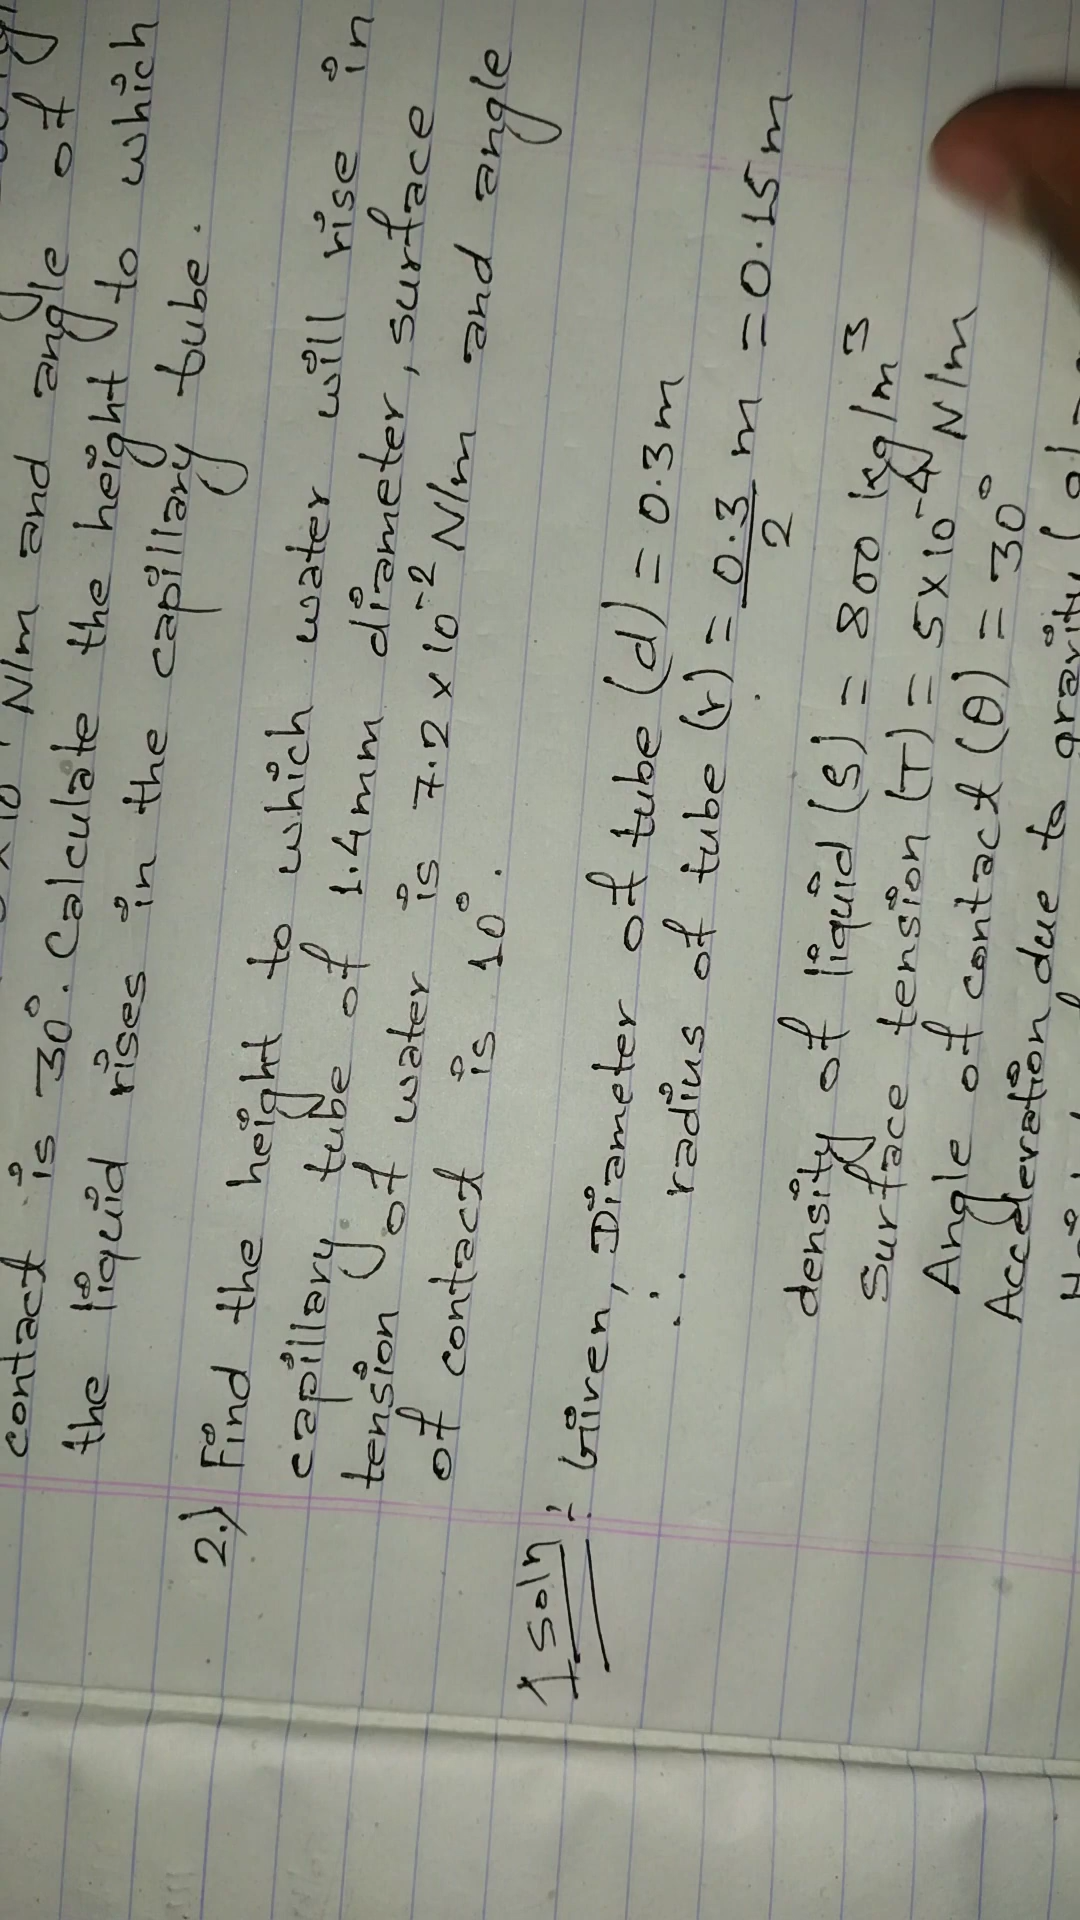 x 10 N/m and angle of
contact is 30°. Calculate the height to which
the liquid rises in the capillary tube.
2.) Find the height to which water will rise in
capillary tube of 1.4mm diameter, surface
tension of water is 7.2 x 10⁻² N/m and angle
of contact is 10°.
1 soln : Given, Diameter of tube (d) = 0.3m
∴ radius of tube (r) = 0.3/2 m = 0.15m
density of liquid (ρ) = 800 kg/m³
Surface tension (T) = 5x10⁻⁴ N/m
Angle of contact (θ) = 30°
Acceleration due to gravity (g) =